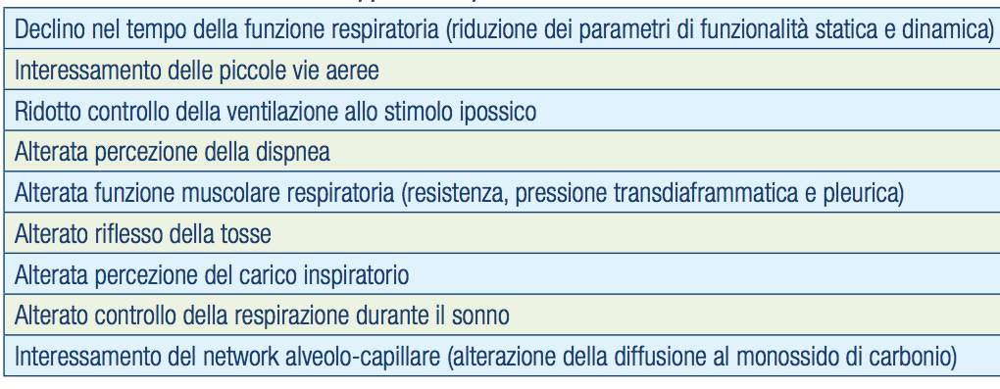 Declino nel tempo della funzione respiratoria (riduzione dei parametri di funzionalità statica e dinamica)
Interessamento delle piccole vie aeree
Ridotto controllo della ventilazione allo stimolo ipossico
Alterata percezione della dispnea
Alterata funzione muscolare respiratoria (resistenza, pressione transdiaframmatica e pleurica)
Alterato riflesso della tosse
Alterata percezione del carico inspiratorio
Alterato controllo della respirazione durante il sonno
Interessamento del network alveolo-capillare (alterazione della diffusione al monossido di carbonio)